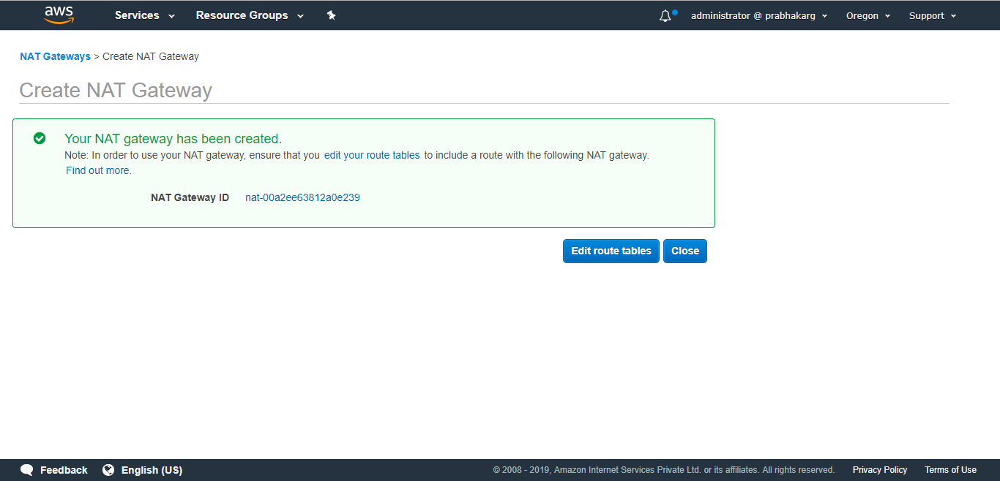 aws Services Resource Groups administrator @ prabhakarg Oregon Support
NAT Gateways > Create NAT Gateway
Create NAT Gateway
Your NAT gateway has been created.
Note: In order to use your NAT gateway, ensure that you edit your route tables to include a route with the following NAT gateway.
Find out more.
NAT Gateway ID nat-00a2ee63812a0e239
Edit route tables Close
Feedback English (US) © 2008 - 2019, Amazon Internet Services Private Ltd. or its affiliates. All rights reserved. Privacy Policy Terms of Use